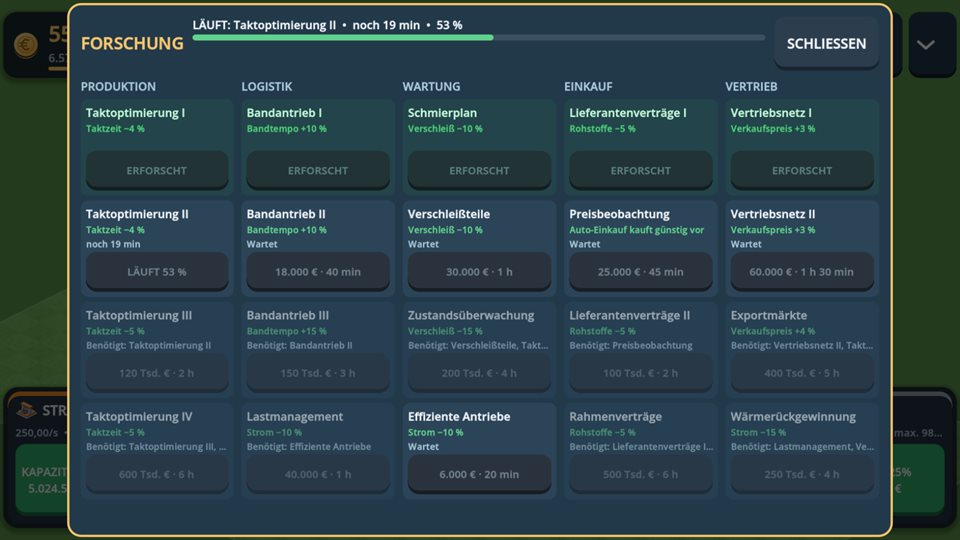 LÄUFT: Taktoptimierung II • noch 19 min • 53 %
FORSCHUNG
SCHLIESSEN
PRODUKTION
LOGISTIK
WARTUNG
EINKAUF
VERTRIEB
Taktoptimierung I
Taktzeit −4 %
ERFORSCHT
Bandantrieb I
Bandtempo +10 %
ERFORSCHT
Schmierplan
Verschleiß −10 %
ERFORSCHT
Lieferantenverträge I
Rohstoffe −5 %
ERFORSCHT
Vertriebsnetz I
Verkaufspreis +3 %
ERFORSCHT
Taktoptimierung II
Taktzeit −4 %
noch 19 min
LÄUFT 53 %
Bandantrieb II
Bandtempo +10 %
Wartet
18.000 € · 40 min
Verschleißteile
Verschleiß −10 %
Wartet
30.000 € · 1 h
Preisbeobachtung
Auto-Einkauf kauft günstig vor
Wartet
25.000 € · 45 min
Vertriebsnetz II
Verkaufspreis +3 %
Wartet
60.000 € · 1 h 30 min
Taktoptimierung III
Taktzeit −5 %
Benötigt: Taktoptimierung II
120 Tsd. € · 2 h
Bandantrieb III
Bandtempo +15 %
Benötigt: Bandantrieb II
150 Tsd. € · 3 h
Zustandsüberwachung
Verschleiß −15 %
Benötigt: Verschleißteile, Takt...
200 Tsd. € · 4 h
Lieferantenverträge II
Rohstoffe −5 %
Benötigt: Preisbeobachtung
100 Tsd. € · 2 h
Exportmärkte
Verkaufspreis +4 %
Benötigt: Vertriebsnetz II, Takt...
400 Tsd. € · 5 h
Taktoptimierung IV
Taktzeit −5 %
Benötigt: Taktoptimierung III, ...
600 Tsd. € · 6 h
Lastmanagement
Strom −10 %
Benötigt: Effiziente Antriebe
40.000 € · 1 h
Effiziente Antriebe
Strom −10 %
Wartet
6.000 € · 20 min
Rahmenverträge
Rohstoffe −5 %
Benötigt: Lieferantenverträge I...
500 Tsd. € · 6 h
Wärmerückgewinnung
Strom −15 %
Benötigt: Lastmanagement, Ve...
250 Tsd. € · 4 h
250,00/s
max. 98...